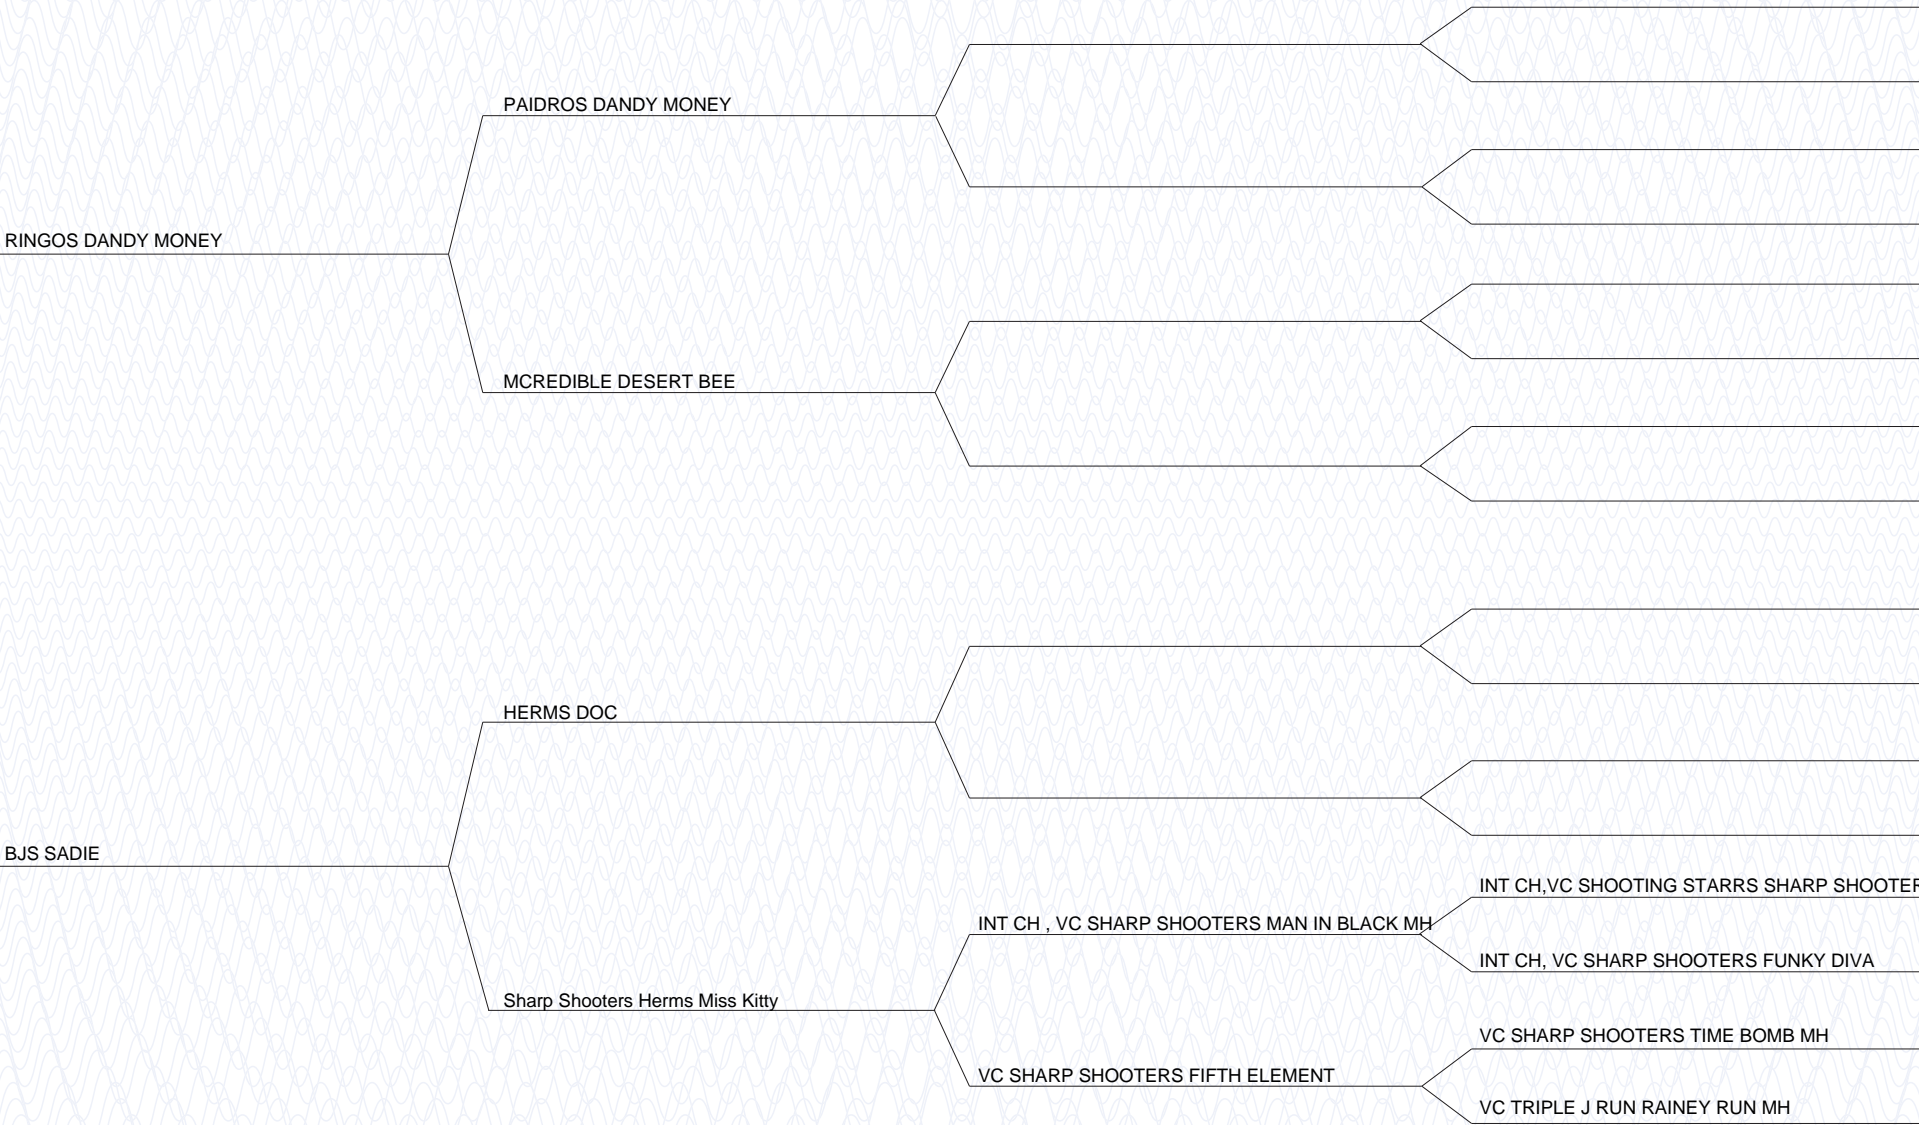 PAIDROS DANDY MONEY
RINGOS DANDY MONEY
MCREDIBLE DESERT BEE
HERMS DOC
BJS SADIE
INT CH,VC SHOOTING STARRS SHARP SHOOTER
INT CH , VC SHARP SHOOTERS MAN IN BLACK MH
INT CH, VC SHARP SHOOTERS FUNKY DIVA
Sharp Shooters Herms Miss Kitty
VC SHARP SHOOTERS TIME BOMB MH
VC SHARP SHOOTERS FIFTH ELEMENT
VC TRIPLE J RUN RAINEY RUN MH